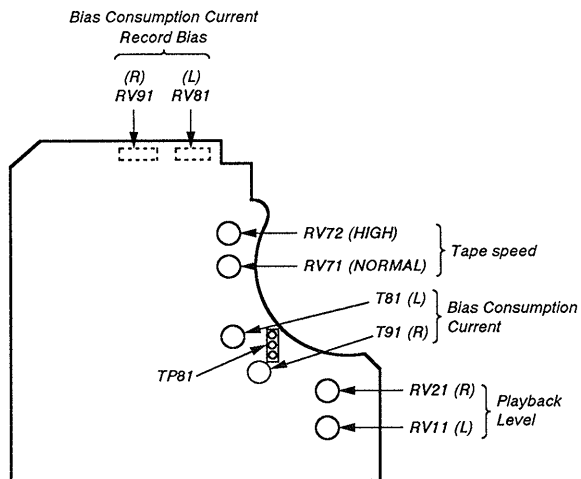 Bias Consumption Current
Record Bias
(R) (L)
RV91 RV81
RV72 (HIGH)
RV71 (NORMAL)
Tape speed
T81 (L)
T91 (R)
Bias Consumption
Current
TP81
RV21 (R)
RV11 (L)
Playback
Level